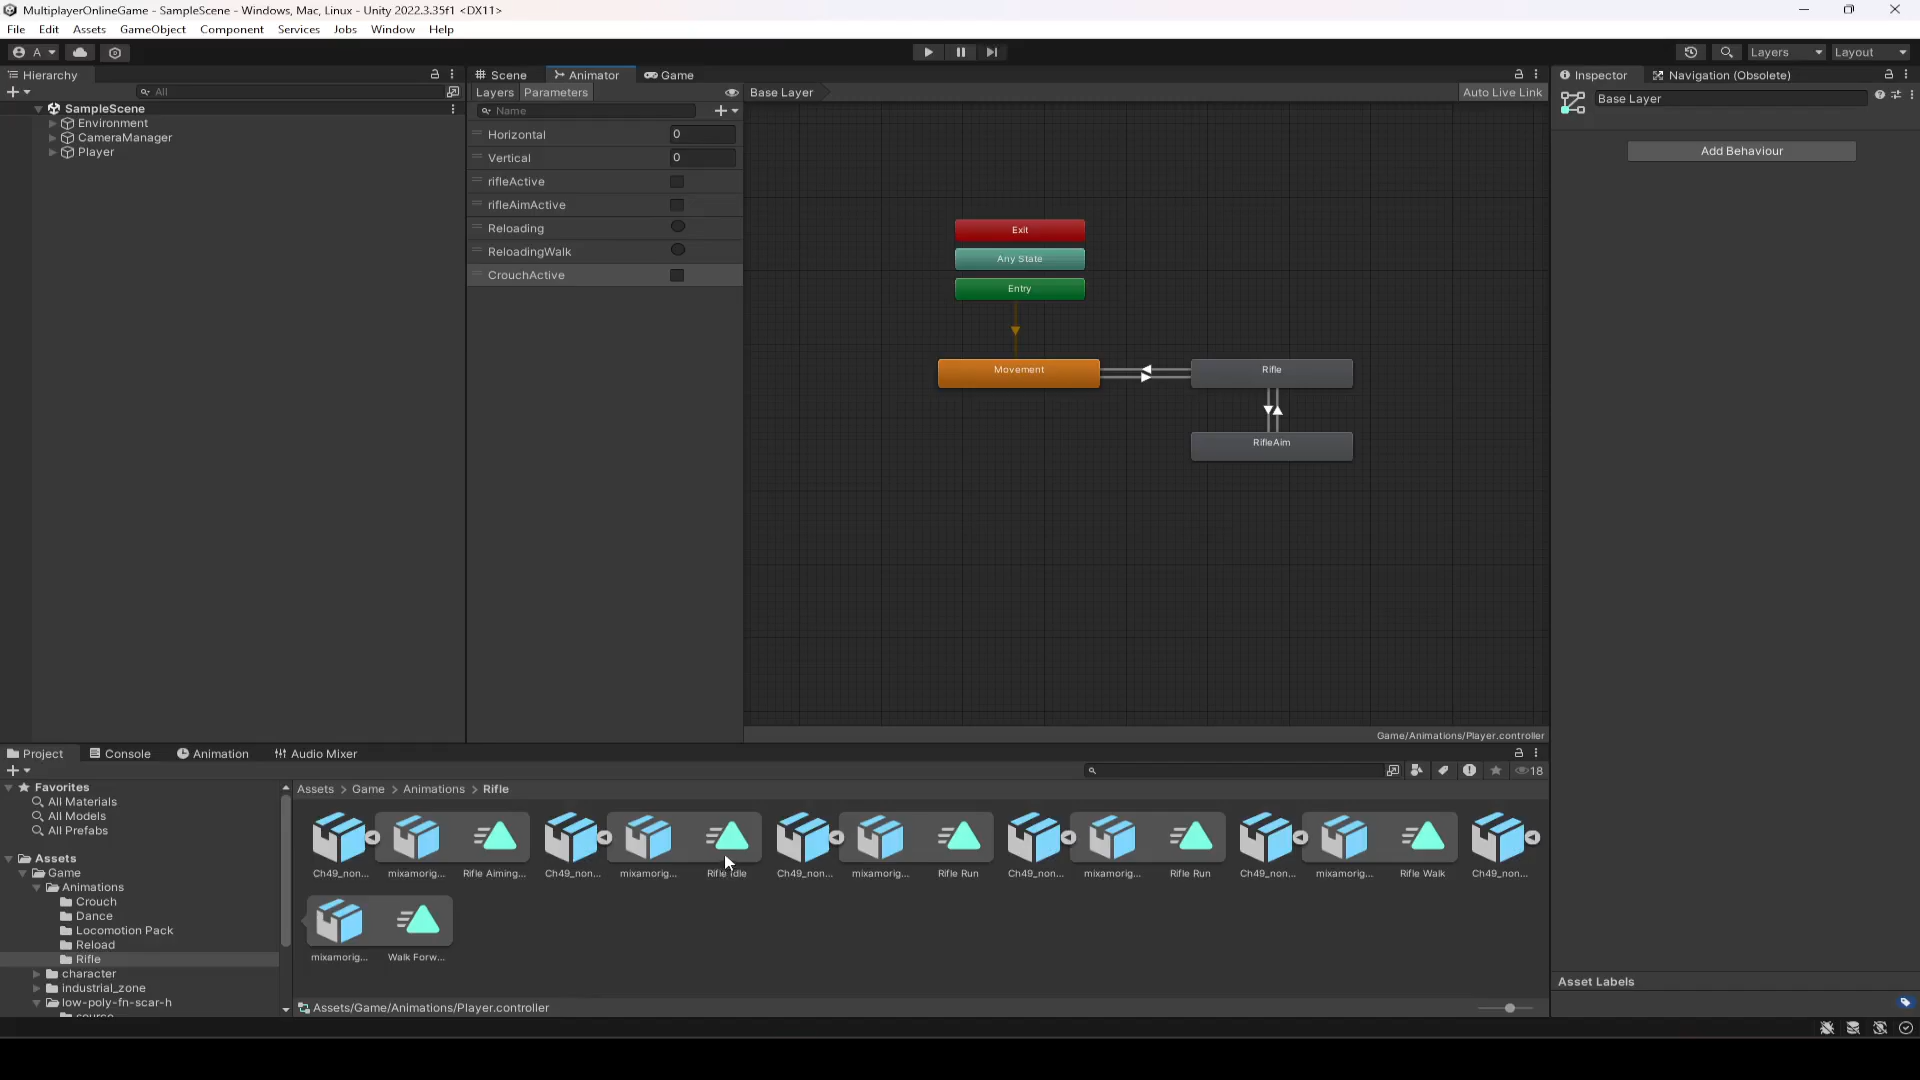 MultiplayerOnlineGame - SampleScene - Windows, Mac, Linux - Unity 2022.3.35f1 <DX11>
File Edit Assets GameObject Component Services Jobs Window Help
A Layers Layout
Hierarchy
All
SampleScene
Environment
CameraManager
Player
Scene Animator Game
Layers Parameters
Name
Horizontal 0
Vertical 0
rifleActive
rifleAimActive
Reloading
ReloadingWalk
CrouchActive
Base Layer Auto Live Link
Exit
Any State
Entry
Movement
Rifle
RifleAim
Game/Animations/Player.controller
Inspector Navigation (Obsolete)
Base Layer
Add Behaviour
Asset Labels
Project Console Animation Audio Mixer
18
Favorites
All Materials
All Models
All Prefabs
Assets
Game
Animations
Crouch
Dance
Locomotion Pack
Reload
Rifle
character
industrial_zone
low-poly-fn-scar-h
Assets > Game > Animations > Rifle
Ch49_non... mixamorig... Rifle Aiming... Ch49_non... mixamorig... Rifle Idle Ch49_non... mixamorig... Rifle Run Ch49_non... mixamorig... Rifle Run Ch49_non... mixamorig... Rifle Walk Ch49_non...
mixamorig... Walk Forw...
Assets/Game/Animations/Player.controller